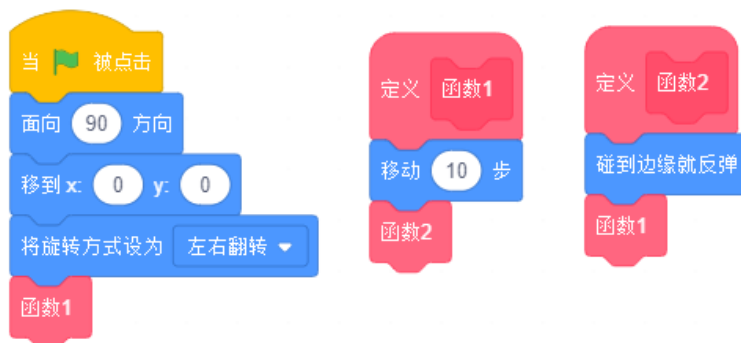 当 被点击
面向 90 方向
移到 x: 0 y: 0
将旋转方式设为 左右翻转
函数1
定义 函数1
移动 10 步
函数2
定义 函数2
碰到边缘就反弹
函数1